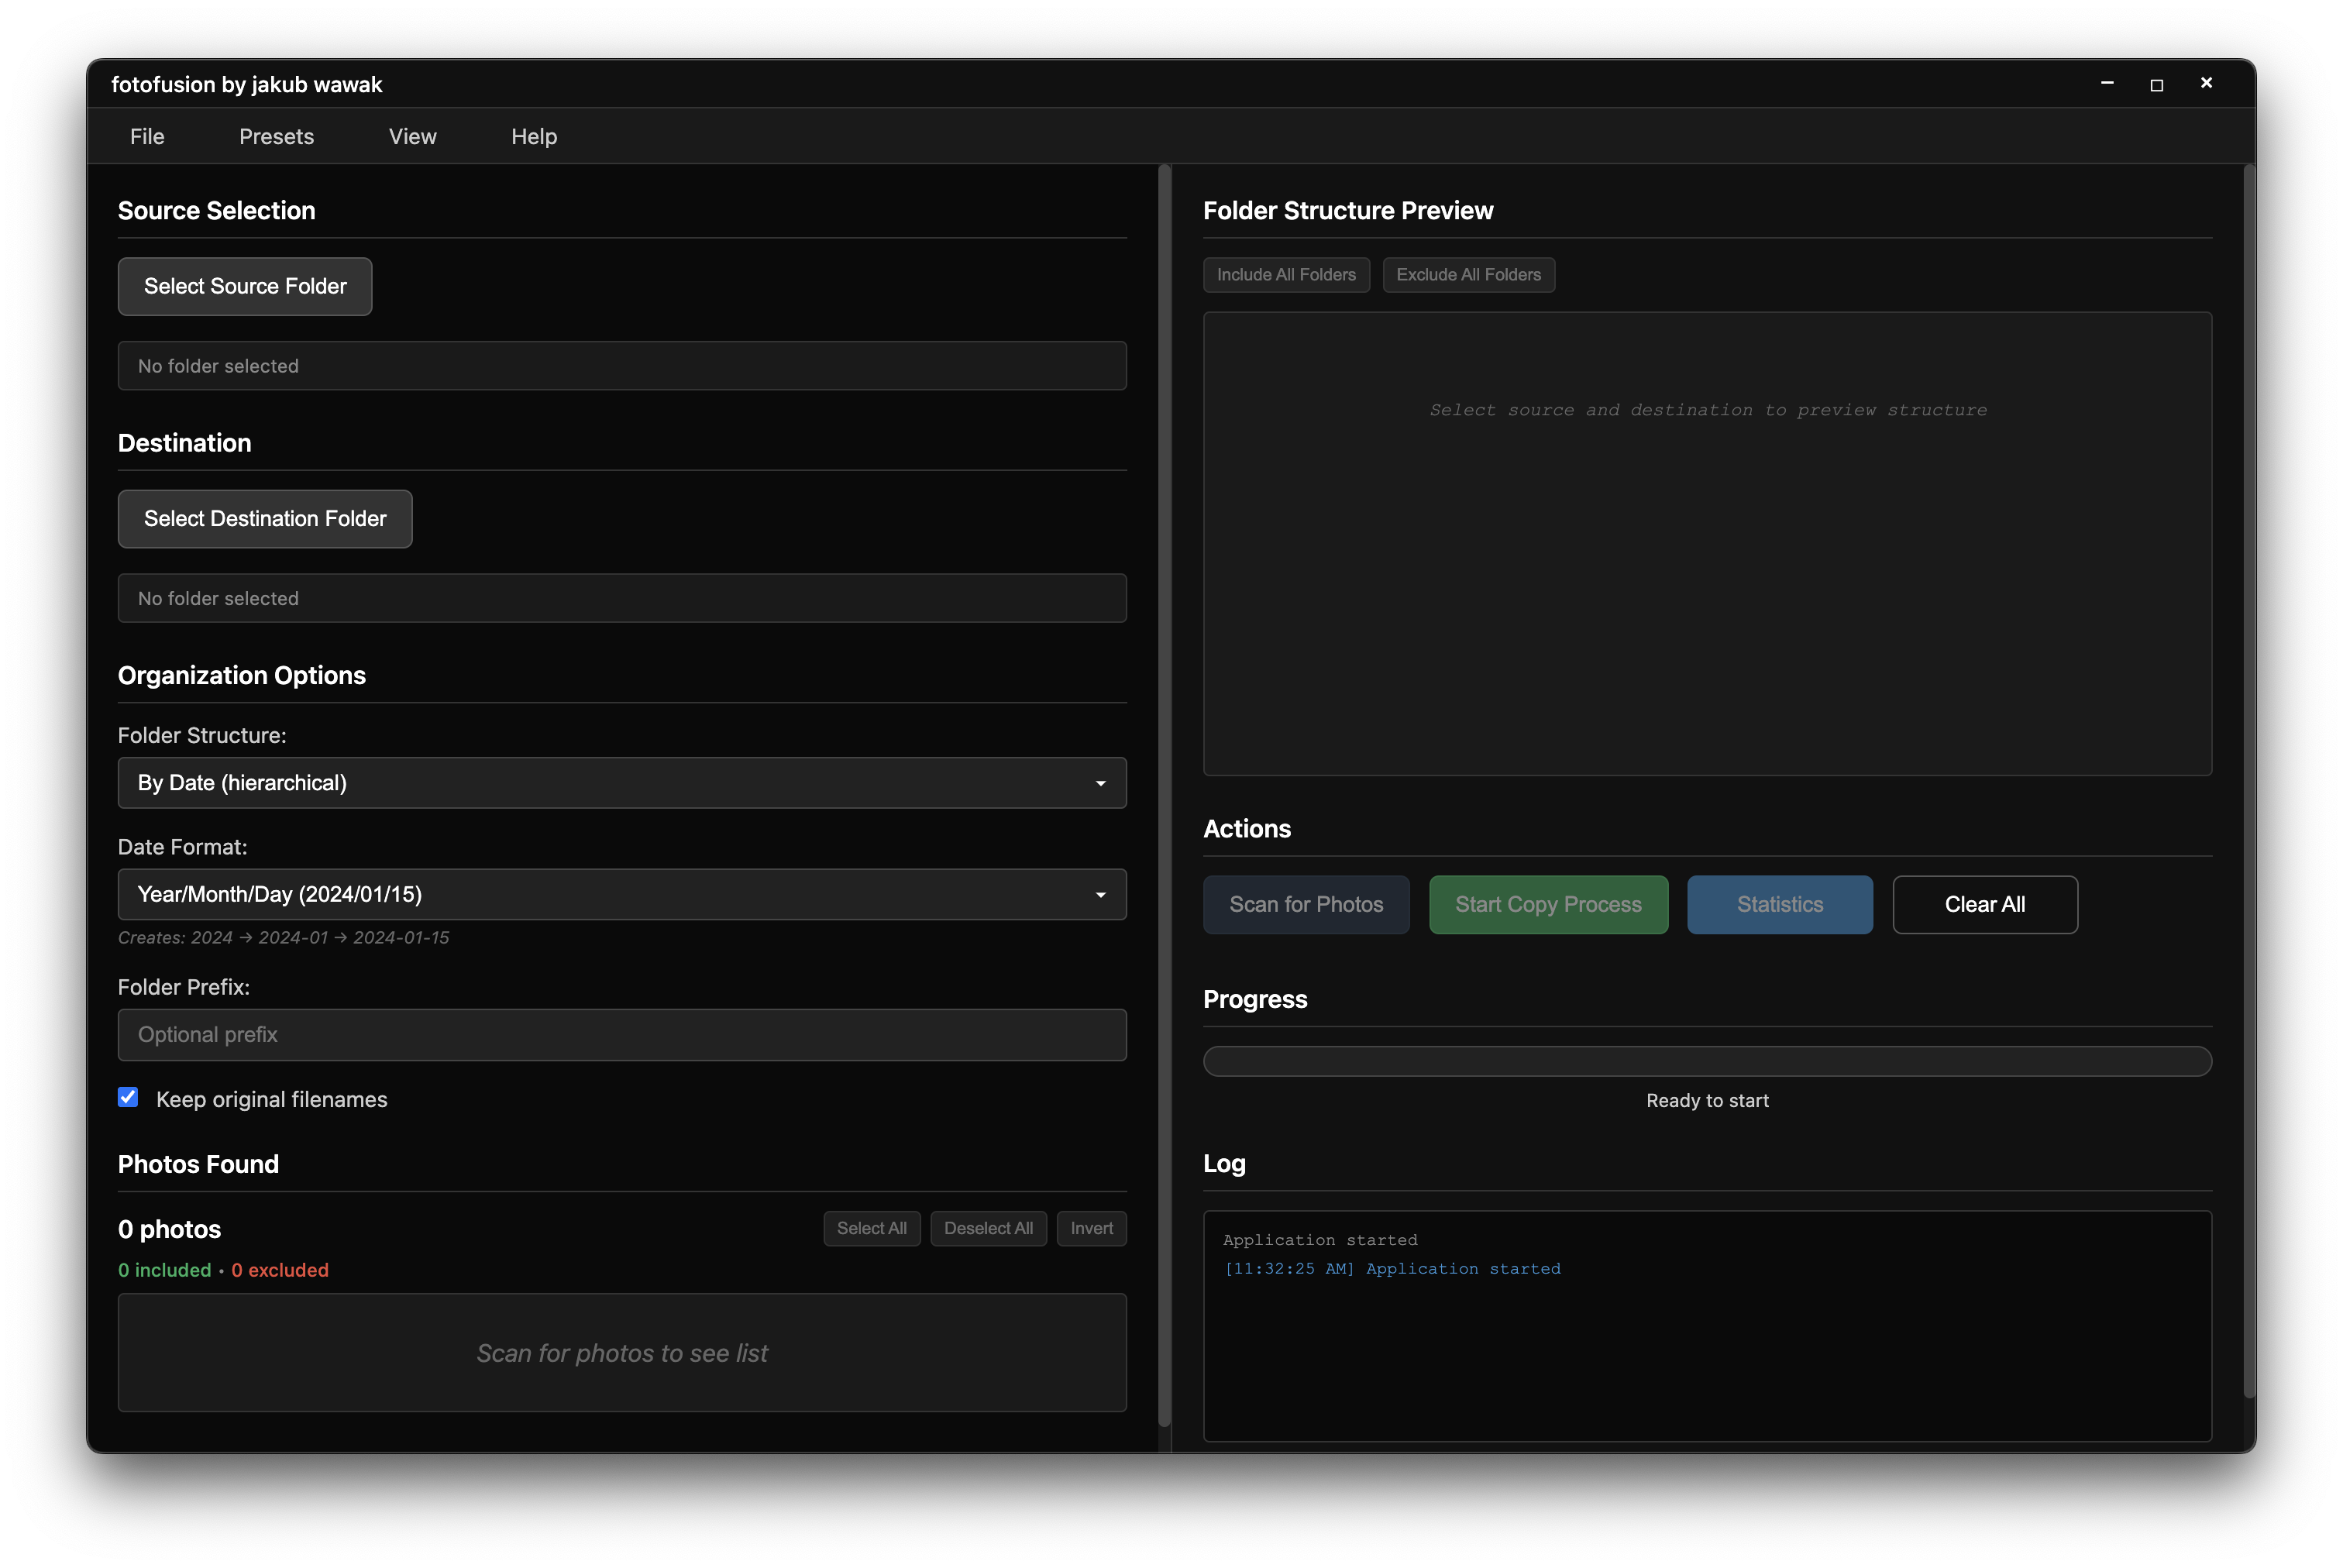 fotofusion by jakub wawak
File Presets View Help
Source Selection
Select Source Folder
No folder selected
Destination
Select Destination Folder
No folder selected
Organization Options
Folder Structure:
By Date (hierarchical)
Date Format:
Year/Month/Day (2024/01/15)
Creates: 2024 → 2024-01 → 2024-01-15
Folder Prefix:
Optional prefix
Keep original filenames
Photos Found
0 photos
Select All Deselect All Invert
0 included • 0 excluded
Scan for photos to see list
Folder Structure Preview
Include All Folders Exclude All Folders
Select source and destination to preview structure
Actions
Scan for Photos Start Copy Process Statistics Clear All
Progress
Ready to start
Log
Application started
[11:32:25 AM] Application started